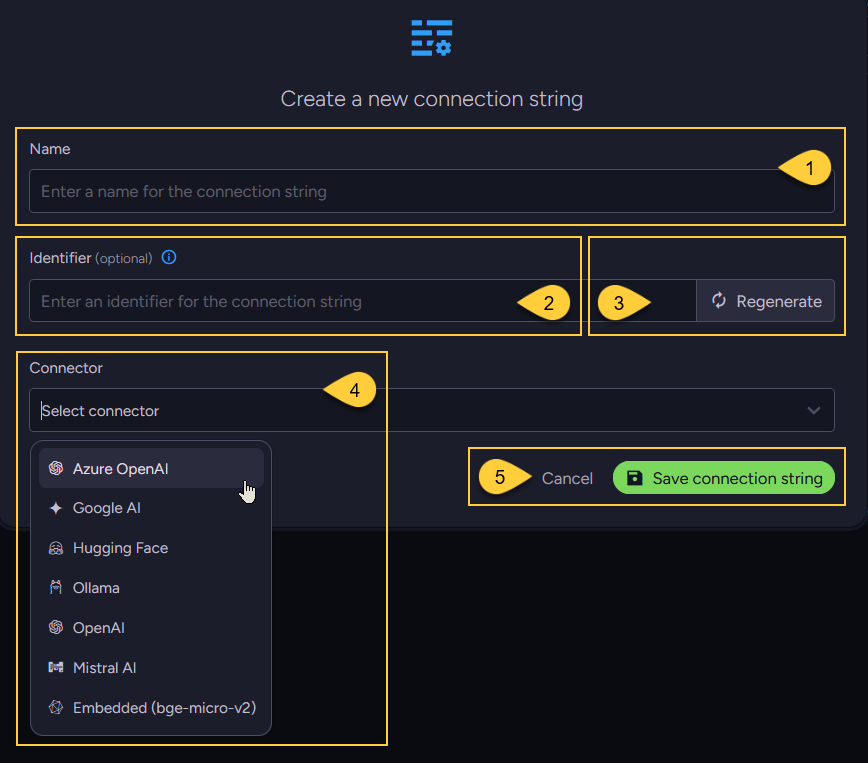 Create a new connection string
Name
1
Enter a name for the connection string
Identifier (optional)
Enter an identifier for the connection string
2
3
Regenerate
Connector
4
Select connector
Azure OpenAI
5
Cancel
Save connection string
Google AI
Hugging Face
Ollama
OpenAI
Mistral AI
Embedded (bge-micro-v2)